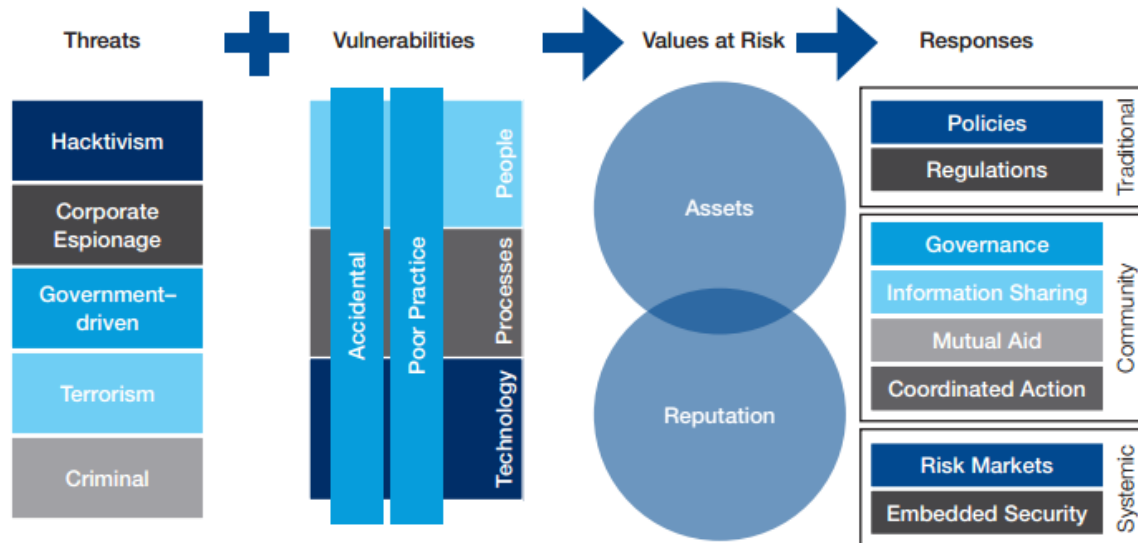 Threats
Vulnerabilities
Values at Risk
Responses
Hacktivism
Corporate
Espionage
Government–
driven
Terrorism
Criminal
Accidental
Poor Practice
People
Processes
Technology
Assets
Reputation
Policies
Regulations
Traditional
Governance
Information Sharing
Mutual Aid
Coordinated Action
Community
Risk Markets
Embedded Security
Systemic